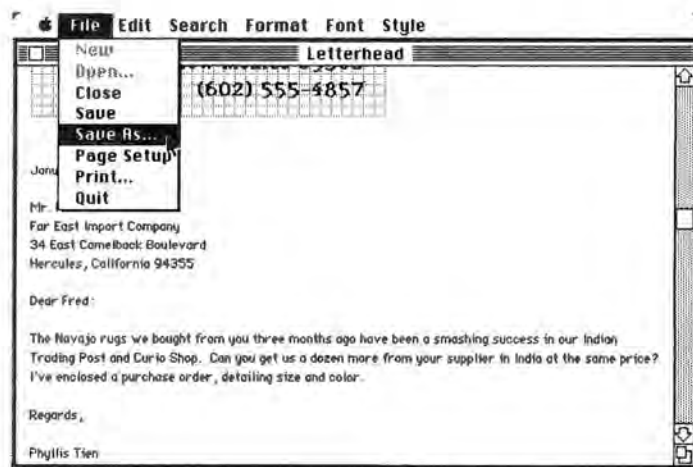 File Edit Search Format Font Style
Letterhead
New
Open...
Close
Save
Save As...
Page Setup
Print...
Quit
(602) 555-4857
Mr.
Far East Import Company
34 East Camelback Boulevard
Hercules, California 94355
Dear Fred:
The Navajo rugs we bought from you three months ago have been a smashing success in our Indian
Trading Post and Curio Shop. Can you get us a dozen more from your supplier in India at the same price?
I've enclosed a purchase order, detailing size and color.
Regards,
Phyllis Tien